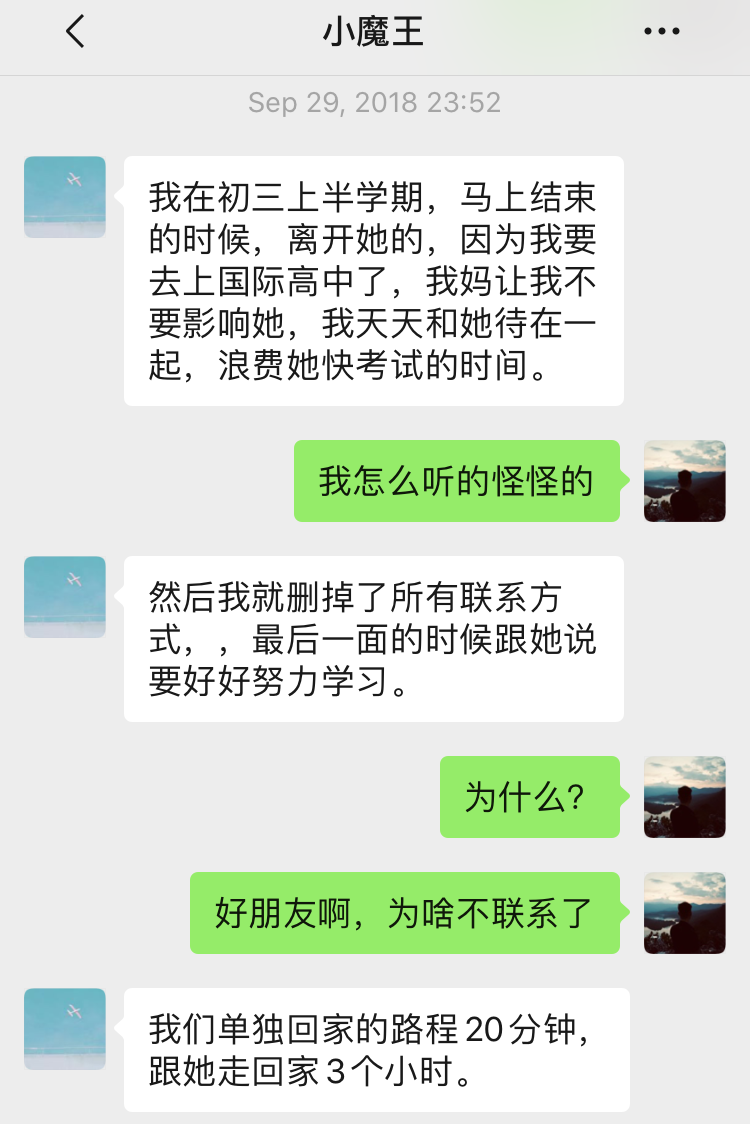 小魔王
Sep 29, 2018 23:52
我在初三上半学期，马上结束
的时候，离开她的，因为我要
去上国际高中了，我妈让我不
要影响她，我天天和她待在一
起，浪费她快考试的时间。
我怎么听的怪怪的
然后我就删掉了所有联系方
式，，最后一面的时候跟她说
要好好努力学习。
为什么?
好朋友啊，为啥不联系了
我们单独回家的路程20分钟，
跟她走回家3个小时。